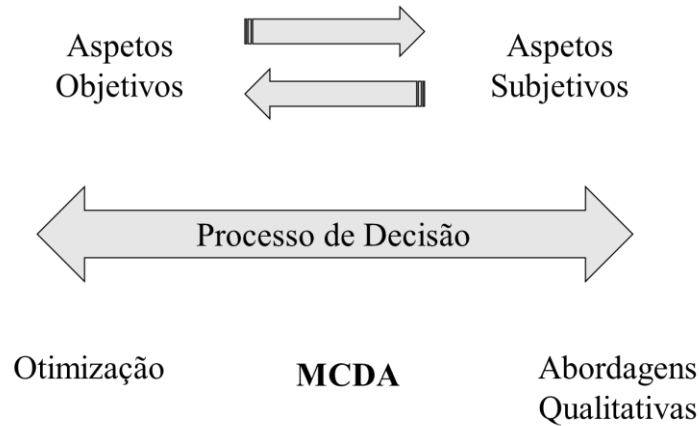 Aspetos
Objetivos
Aspetos
Subjetivos
Processo de Decisão
Otimização
MCDA
Abordagens
Qualitativas